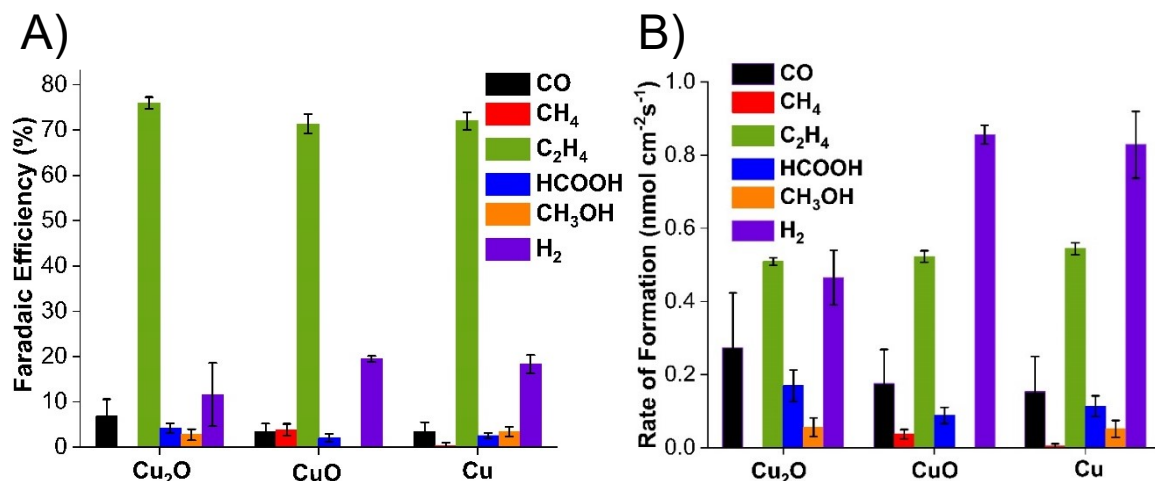 A)
Faradaic Efficiency (%)
80
70
60
50
40
30
20
10
0
CO
CH₄
C₂H₄
HCOOH
CH₃OH
H₂
Cu₂O
CuO
Cu
B)
Rate of Formation (nmol cm⁻²s⁻¹)
1.0
0.8
0.6
0.4
0.2
0.0
CO
CH₄
C₂H₄
HCOOH
CH₃OH
H₂
Cu₂O
CuO
Cu